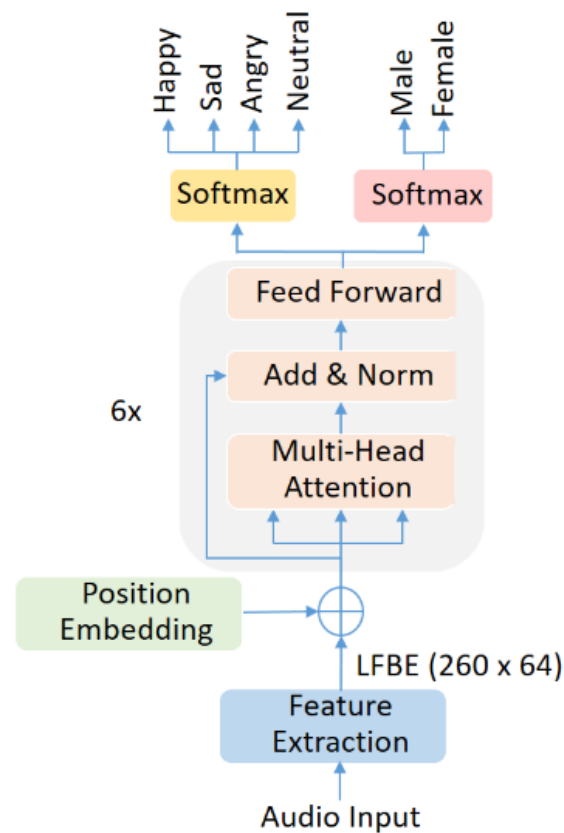 Happy
Sad
Angry
Neutral
Male
Female
Softmax
Softmax
Feed Forward
Add & Norm
6x
Multi-Head
Attention
Position
Embedding
LFBE (260 x 64)
Feature
Extraction
Audio Input